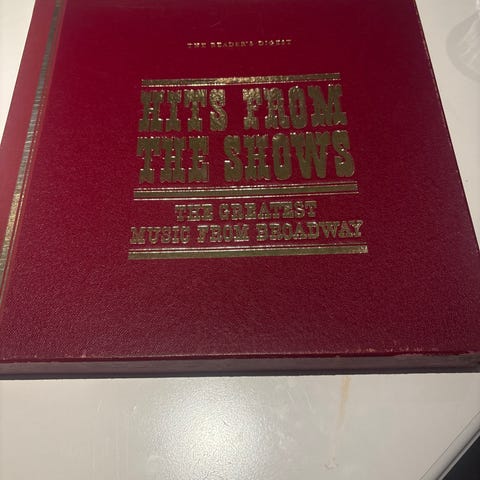 THE READER'S DIGEST
HITS FROM
THE SHOWS
THE GREATEST
MUSIC FROM BROADWAY